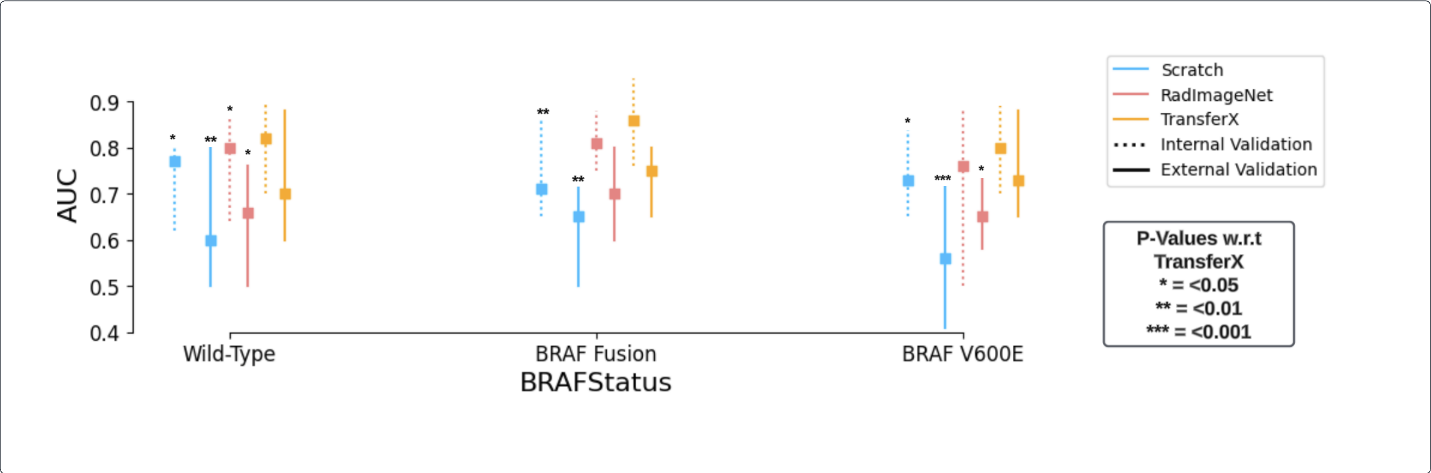 AUC
0.9
0.8
0.7
0.6
0.5
0.4
* ** * *
** **
* *** *
Wild-Type BRAF Fusion BRAF V600E
BRAFStatus
Scratch
RadImageNet
TransferX
Internal Validation
External Validation
P-Values w.r.t
TransferX
* = <0.05
** = <0.01
*** = <0.001